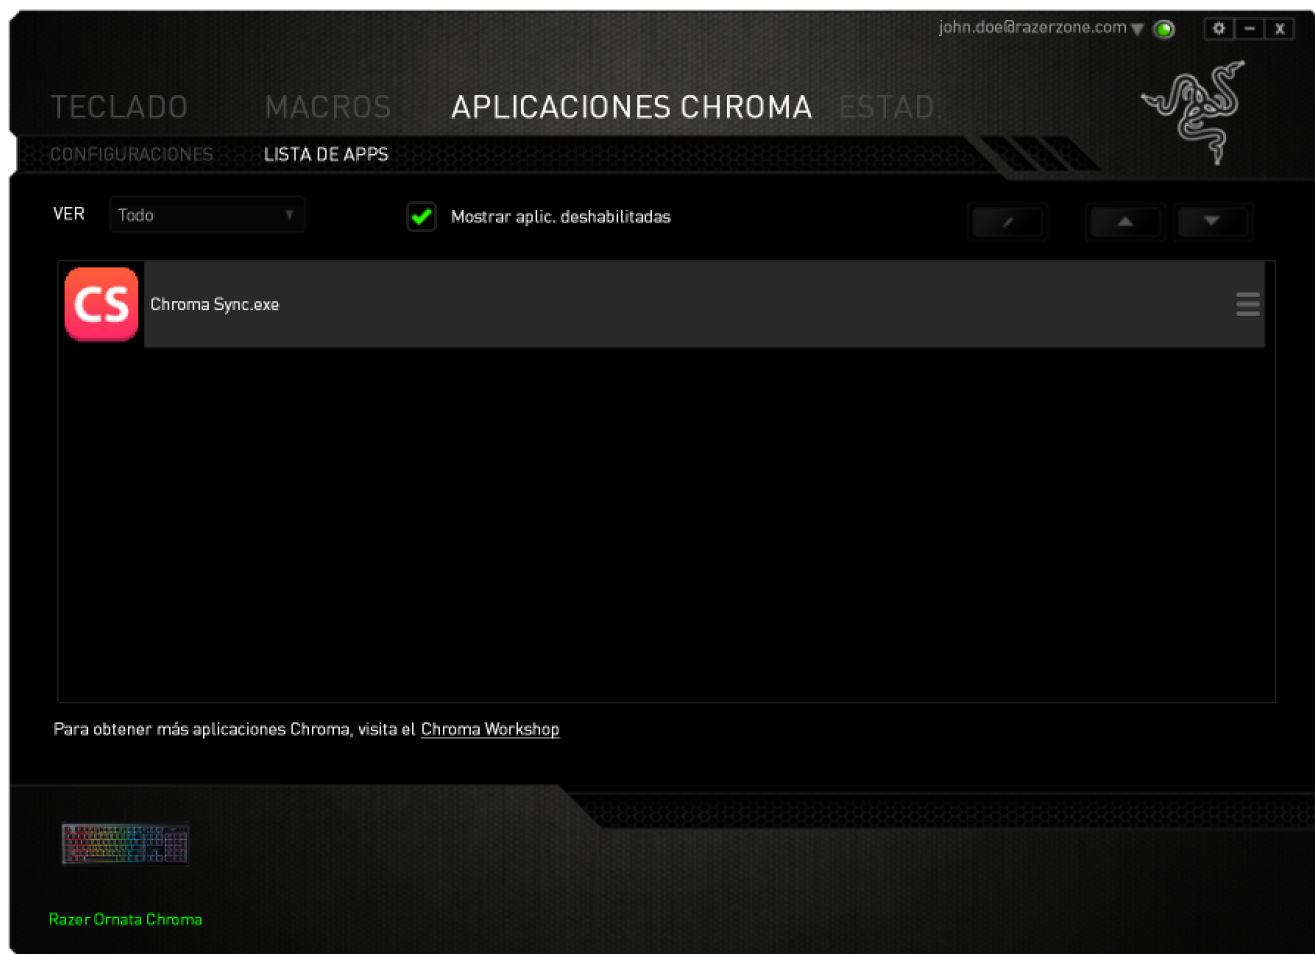 john.doe@razerzone.com
TECLADO MACROS APLICACIONES CHROMA ESTAD.
CONFIGURACIONES LISTA DE APPS
VER Todo Mostrar aplic. deshabilitadas
CS Chroma Sync.exe
Para obtener más aplicaciones Chroma, visita el Chroma Workshop
Razer Ornata Chroma